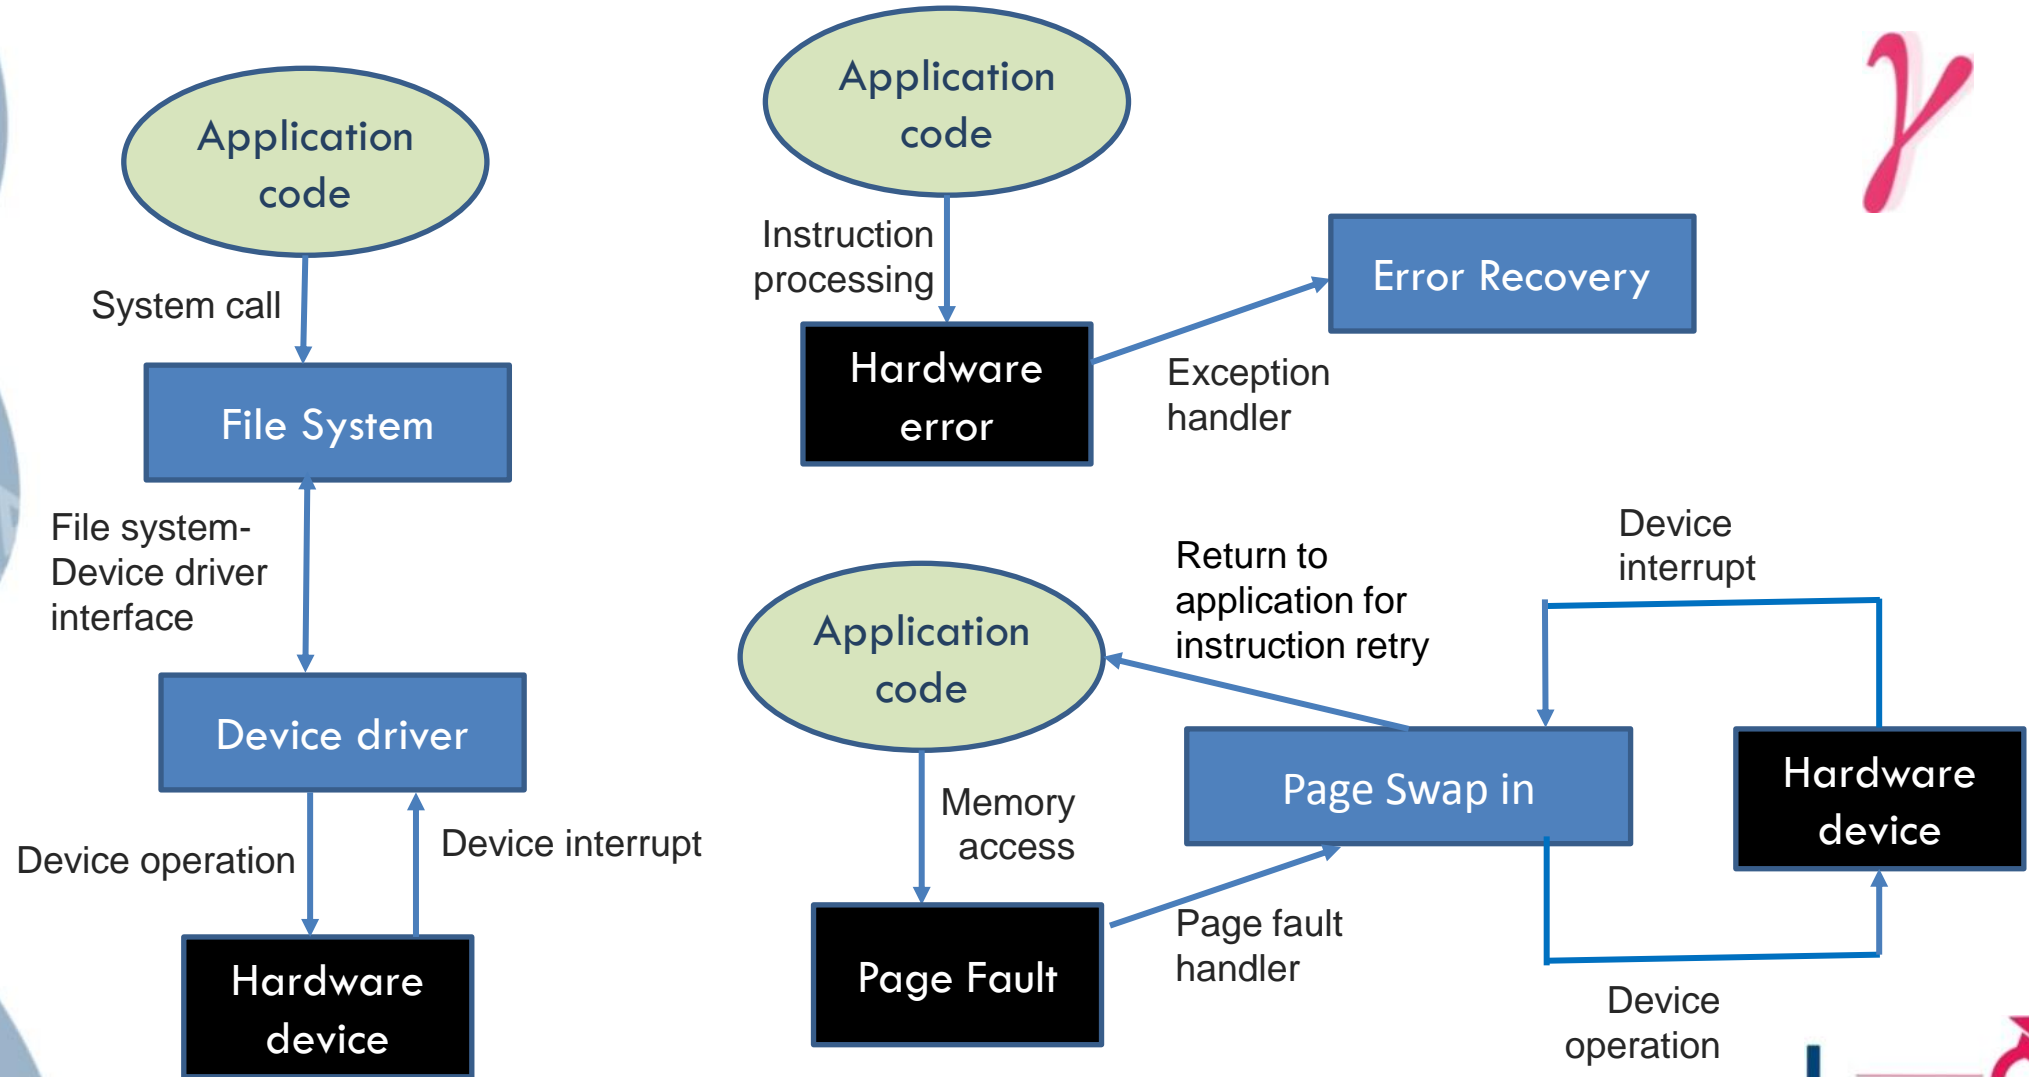 Application
code
System call
File System
File system-
Device driver
interface
Device driver
Device operation
Device interrupt
Hardware
device
Application
code
Instruction
processing
Hardware
error
Exception
handler
Error Recovery
Application
code
Return to
application for
instruction retry
Device
interrupt
Memory
access
Page Swap in
Hardware
device
Page Fault
Page fault
handler
Device
operation
γ